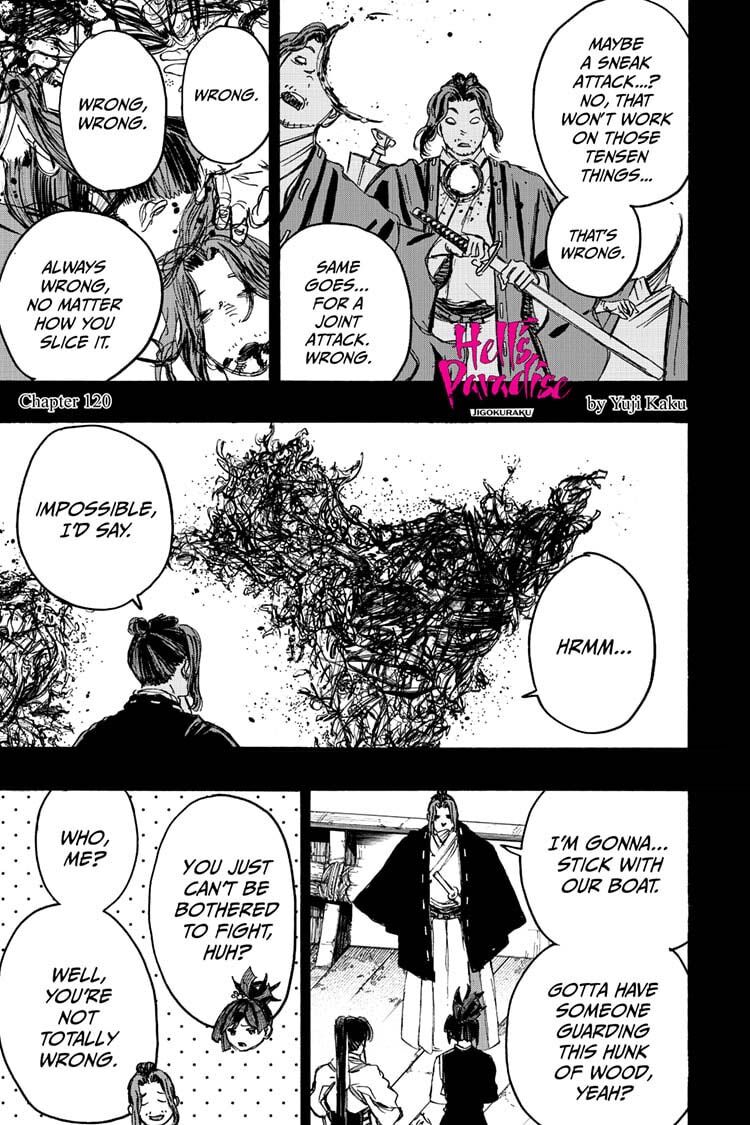 MAYBE
A SNEAK
ATTACK...?
NO, THAT
WON'T WORK
ON THOSE
TENSEN
THINGS...
THAT'S
WRONG.
SAME
GOES...
FOR A
JOINT
ATTACK.
WRONG.
WRONG.
WRONG,
WRONG.
ALWAYS
WRONG,
NO MATTER
HOW YOU
SLICE IT.
Hell's
Paradise
JIGOKURAKU
Chapter 120
by Yuji Kaku
HRMM...
IMPOSSIBLE,
I'D SAY.
I'M GONNA...
STICK WITH
OUR BOAT.
GOTTA HAVE
SOMEONE
GUARDING
THIS HUNK
OF WOOD,
YEAH?
YOU JUST
CAN'T BE
BOTHERED
TO FIGHT,
HUH?
WHO,
ME?
WELL,
YOU'RE
NOT
TOTALLY
WRONG.